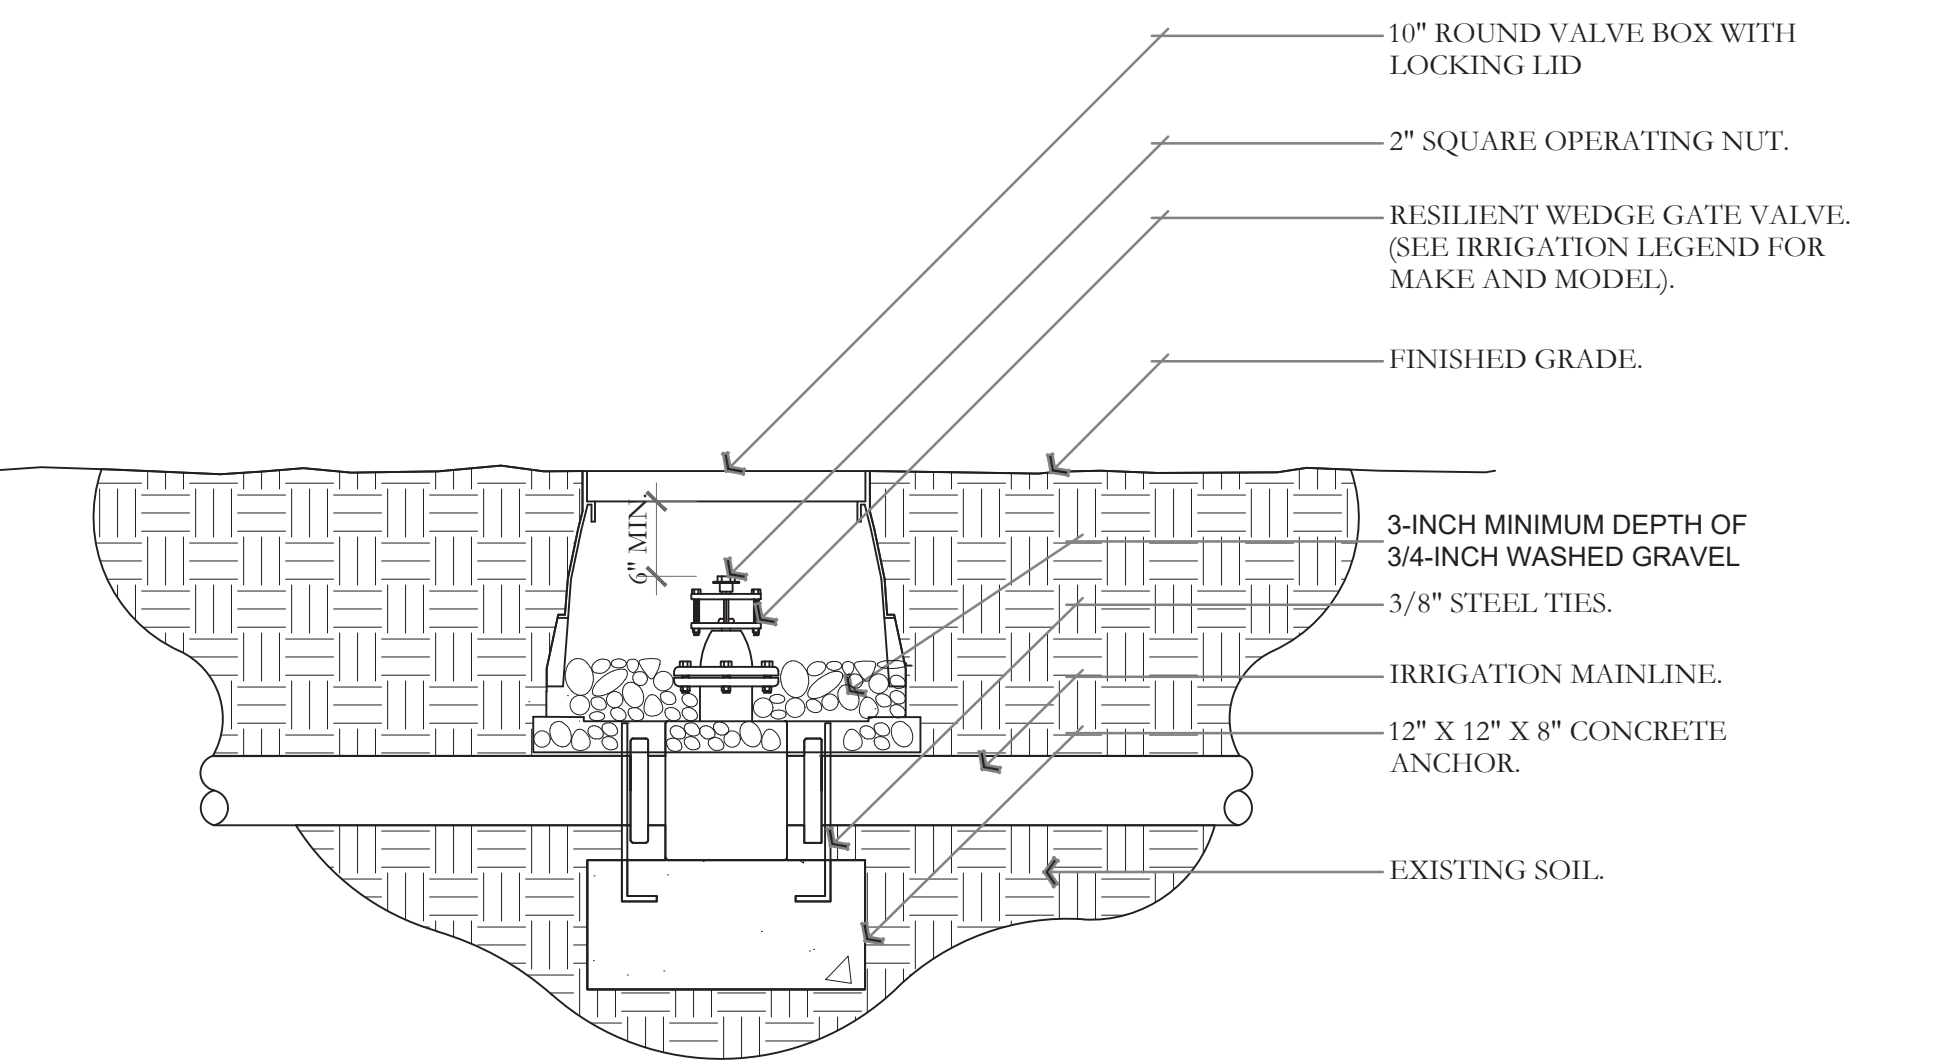 10" ROUND VALVE BOX WITH
LOCKING LID
2" SQUARE OPERATING NUT.
RESILIENT WEDGE GATE VALVE.
(SEE IRRIGATION LEGEND FOR
MAKE AND MODEL).
FINISHED GRADE.
6" MIN.
3-INCH MINIMUM DEPTH OF
3/4-INCH WASHED GRAVEL
3/8" STEEL TIES.
IRRIGATION MAINLINE.
12" X 12" X 8" CONCRETE
ANCHOR.
EXISTING SOIL.